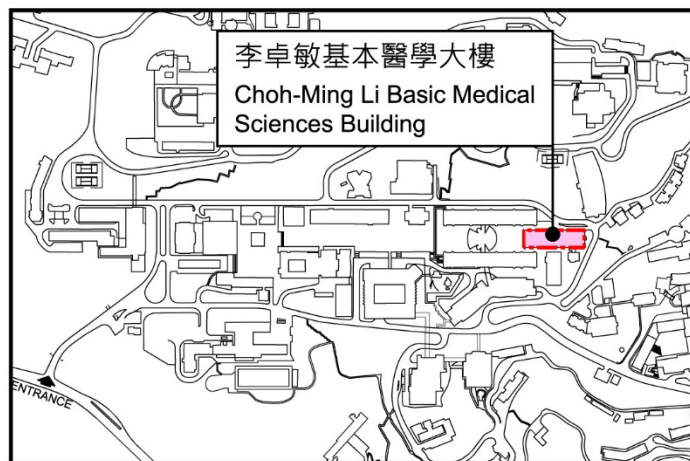 李卓敏基本醫學大樓
Choh-Ming Li Basic Medical
Sciences Building
ENTRANCE